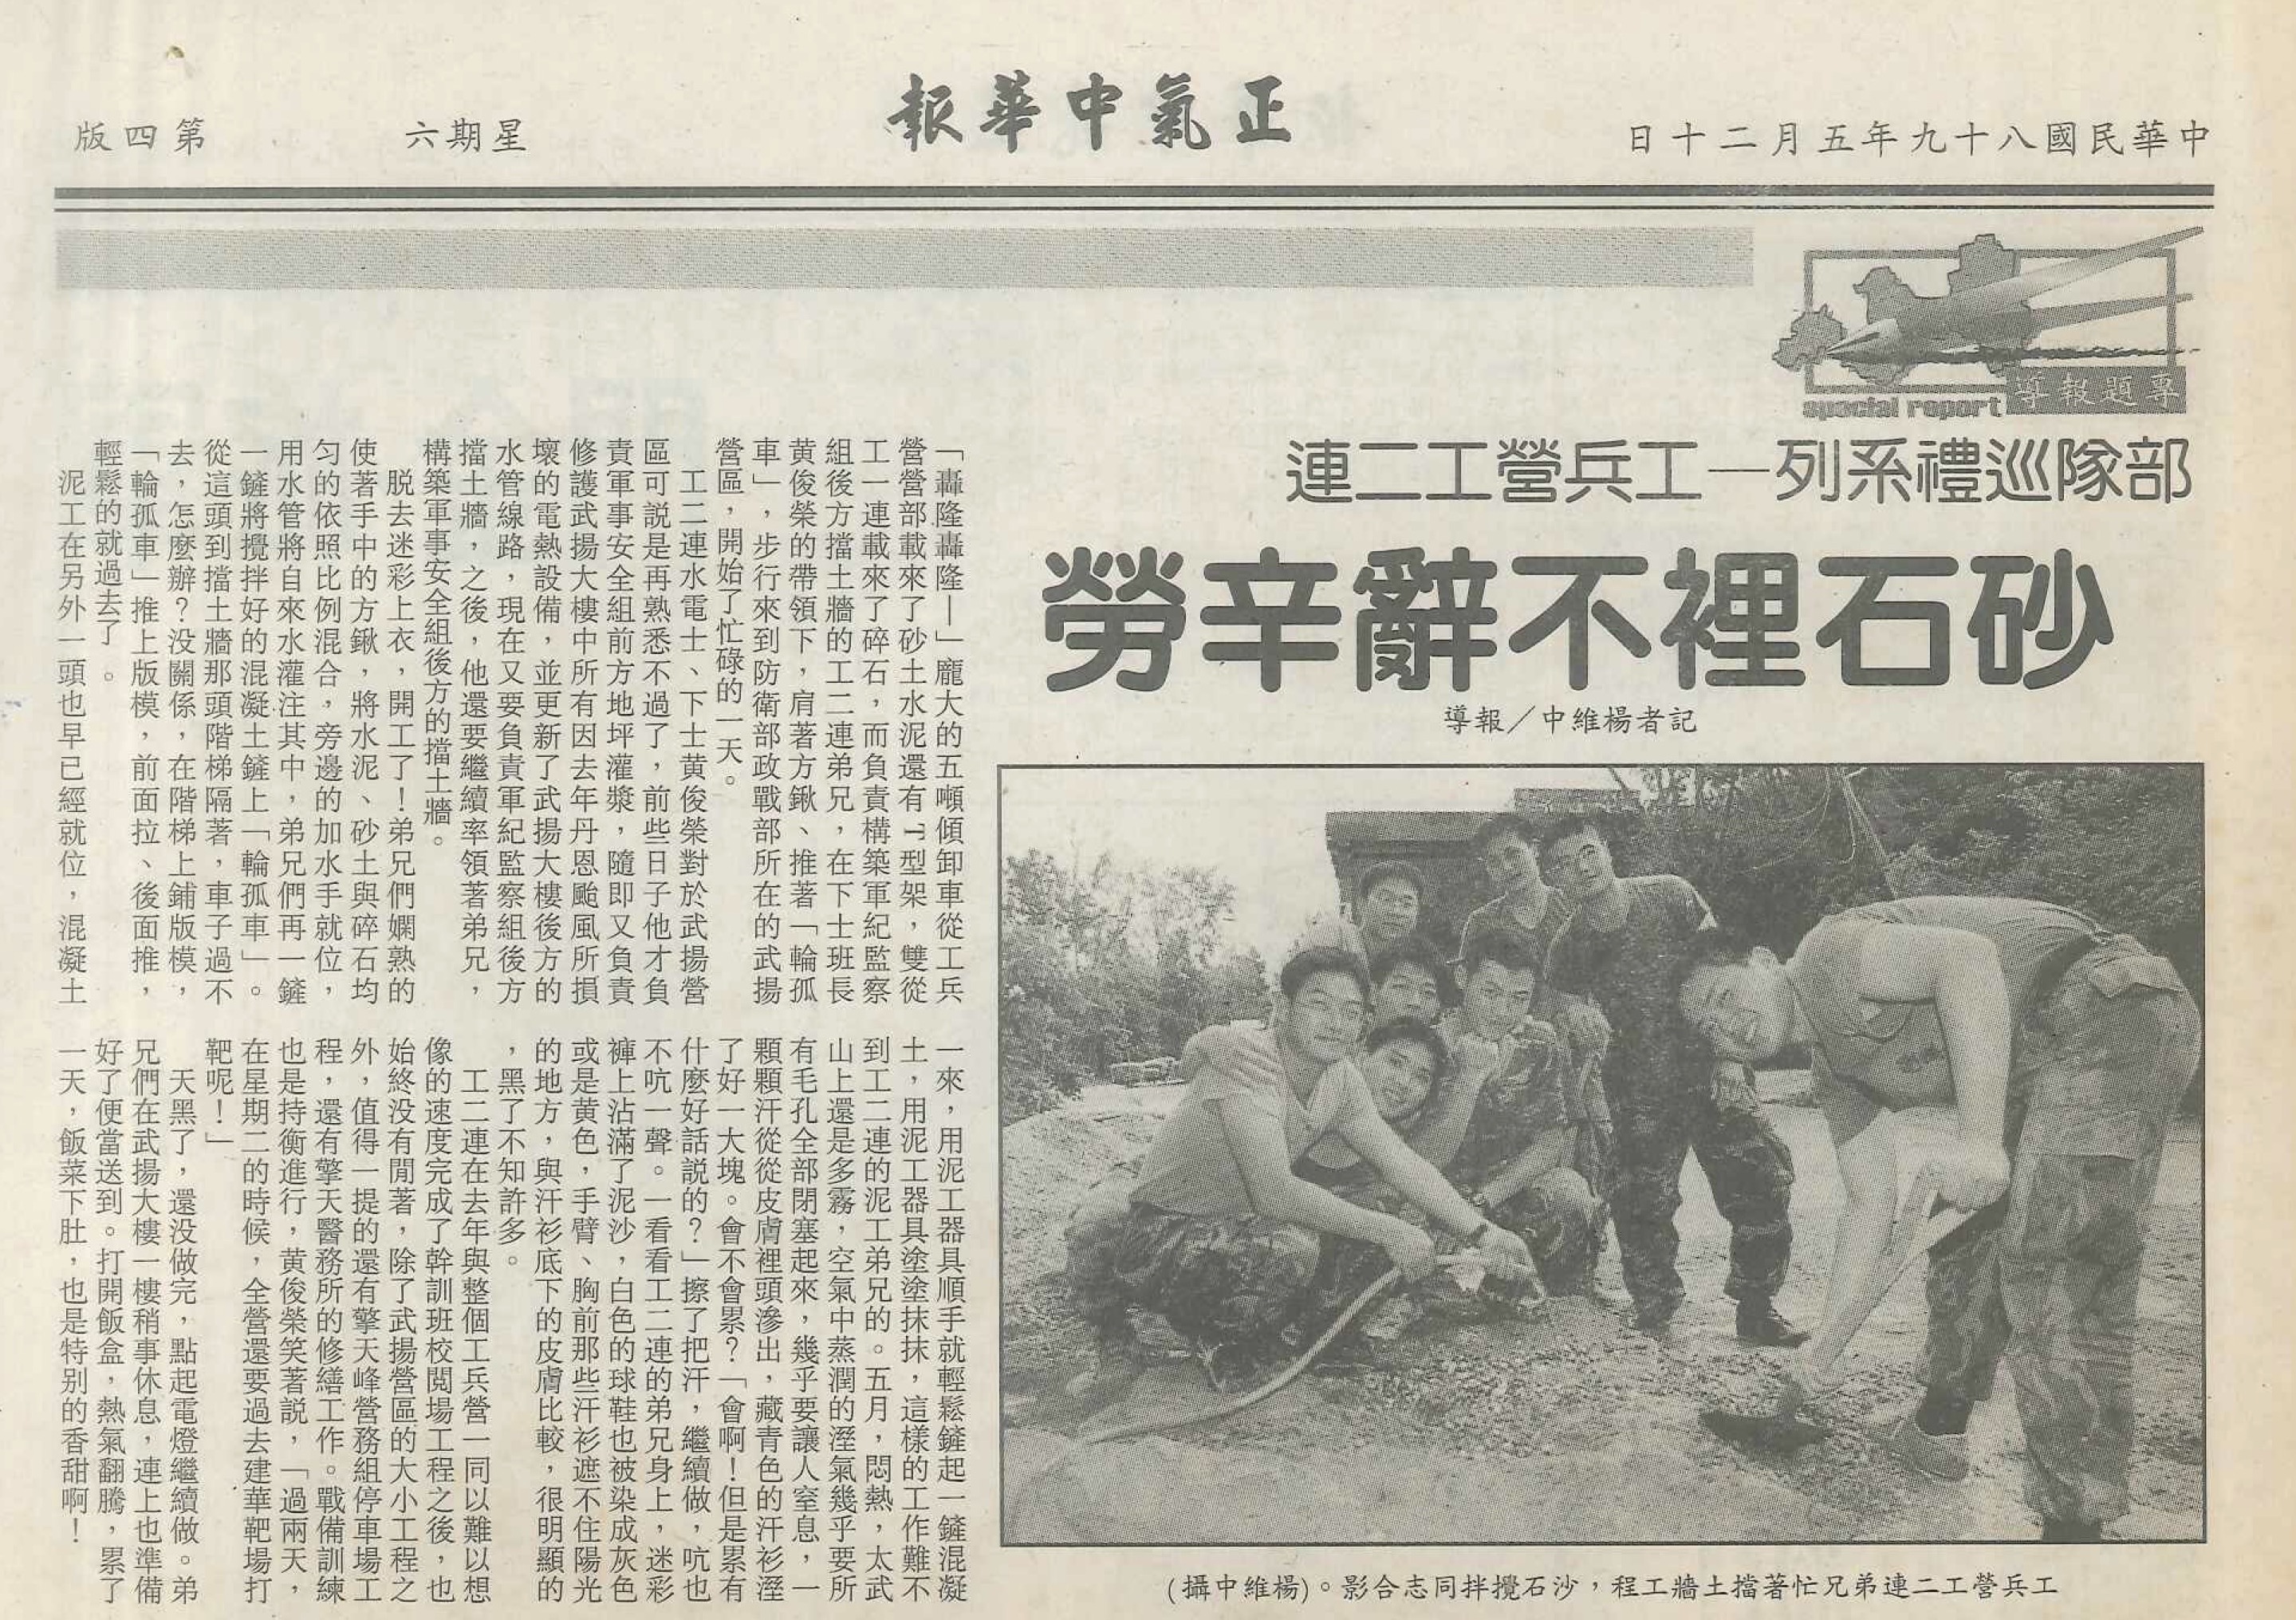 中華民國八十九年五月二十日
正氣中華報
星期六
第四版
special report
專題報導
部隊巡禮系列—工兵營工二連
砂石裡不辭辛勞
記者楊維中／報導
工兵營工二連弟兄忙著擋土牆工程，沙石攪拌同志合影。(楊維中攝)
「轟隆轟隆—」龐大的五噸傾卸車從工兵
營營部載來了砂土水泥還有ㄇ型架，雙從
工一連載來了碎石，而負責構築軍紀監察
組後方擋土牆的工二連弟兄，在下士班長
黃俊榮的帶領下，肩著方鍬、推著「輪孤
車」，步行來到防衛部政戰部所在的武揚
營區，開始了忙碌的一天。
工二連水電士、下士黃俊榮對於武揚營
區可說是再熟悉不過了，前些日子他才負
責軍事安全組前方地坪灌漿，隨即又負責
修護武揚大樓中所有因去年丹恩颱風所損
壞的電熱設備，並更新了武揚大樓後方的
水管線路，現在又要負責軍紀監察組後方
擋土牆，之後，他還要繼續率領著弟兄，
構築軍事安全組後方的擋土牆。
脫去迷彩上衣，開工了！弟兄們嫻熟的
使著手中的方鍬，將水泥、砂土與碎石均
勻的依照比例混合，旁邊的加水手就位，
用水管將自來水灌注其中，弟兄們再一鏟
一鏟將攪拌好的混凝土鏟上「輪孤車」。
從這頭到擋土牆那頭階梯隔著，車子過不
去，怎麼辦？沒關係，在階梯上鋪版模，
「輪孤車」推上版模，前面拉、後面推，
輕鬆的就過去了。
泥工在另外一頭也早已經就位，混凝土
一來，用泥工器具順手就輕鬆鏟起一鏟混凝
土，用泥工器具塗塗抹抹，這樣的工作難不
到工二連的泥工弟兄的。五月，悶熱，太武
山上還是多霧，空氣中蒸潤的溼氣幾乎要所
有毛孔全部閉塞起來，幾乎要讓人窒息，一
顆顆汗從從皮膚裡頭滲出，藏青色的汗衫溼
了好一大塊。會不會累？「會啊！但是累有
什麼好話說的？」擦了把汗，繼續做，吭也
不吭一聲。一看看工二連的弟兄身上，迷彩
褲上沾滿了泥沙，白色的球鞋也被染成灰色
或是黃色，手臂、胸前那些汗衫遮不住陽光
的地方，與汗衫底下的皮膚比較，很明顯的
，黑了不知許多。
工二連在去年與整個工兵營一同以難以想
像的速度完成了幹訓班校閱場工程之後，也
始終沒有閒著，除了武揚營區的大小工程之
外，值得一提的還有擎天峰營務組停車場工
程，還有擎天醫務所的修繕工作。戰備訓練
也是持衡進行，黃俊榮笑著說，「過兩天，
在星期二的時候，全營還要過去建華靶場打
靶呢！」
天黑了，還沒做完，點起電燈繼續做。弟
兄們在武揚大樓一樓稍事休息，連上也準備
好了便當送到。打開飯盒，熱氣翻騰，累了
一天，飯菜下肚，也是特別的香甜啊！